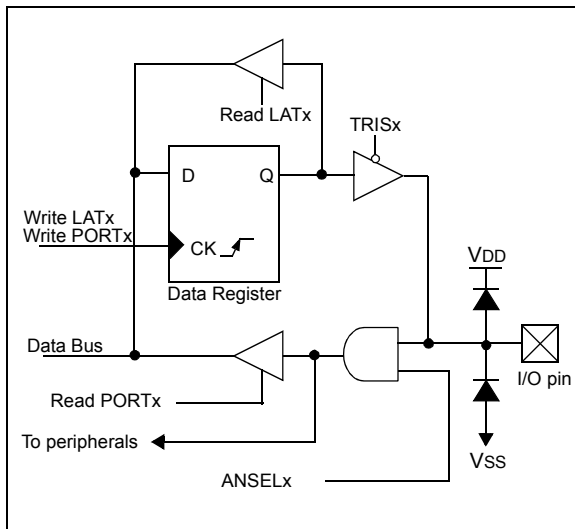 Read LATx
TRISx
D Q
Write LATx
Write PORTx
CK
Data Register
VDD
Data Bus
I/O pin
Read PORTx
To peripherals
VSS
ANSELx